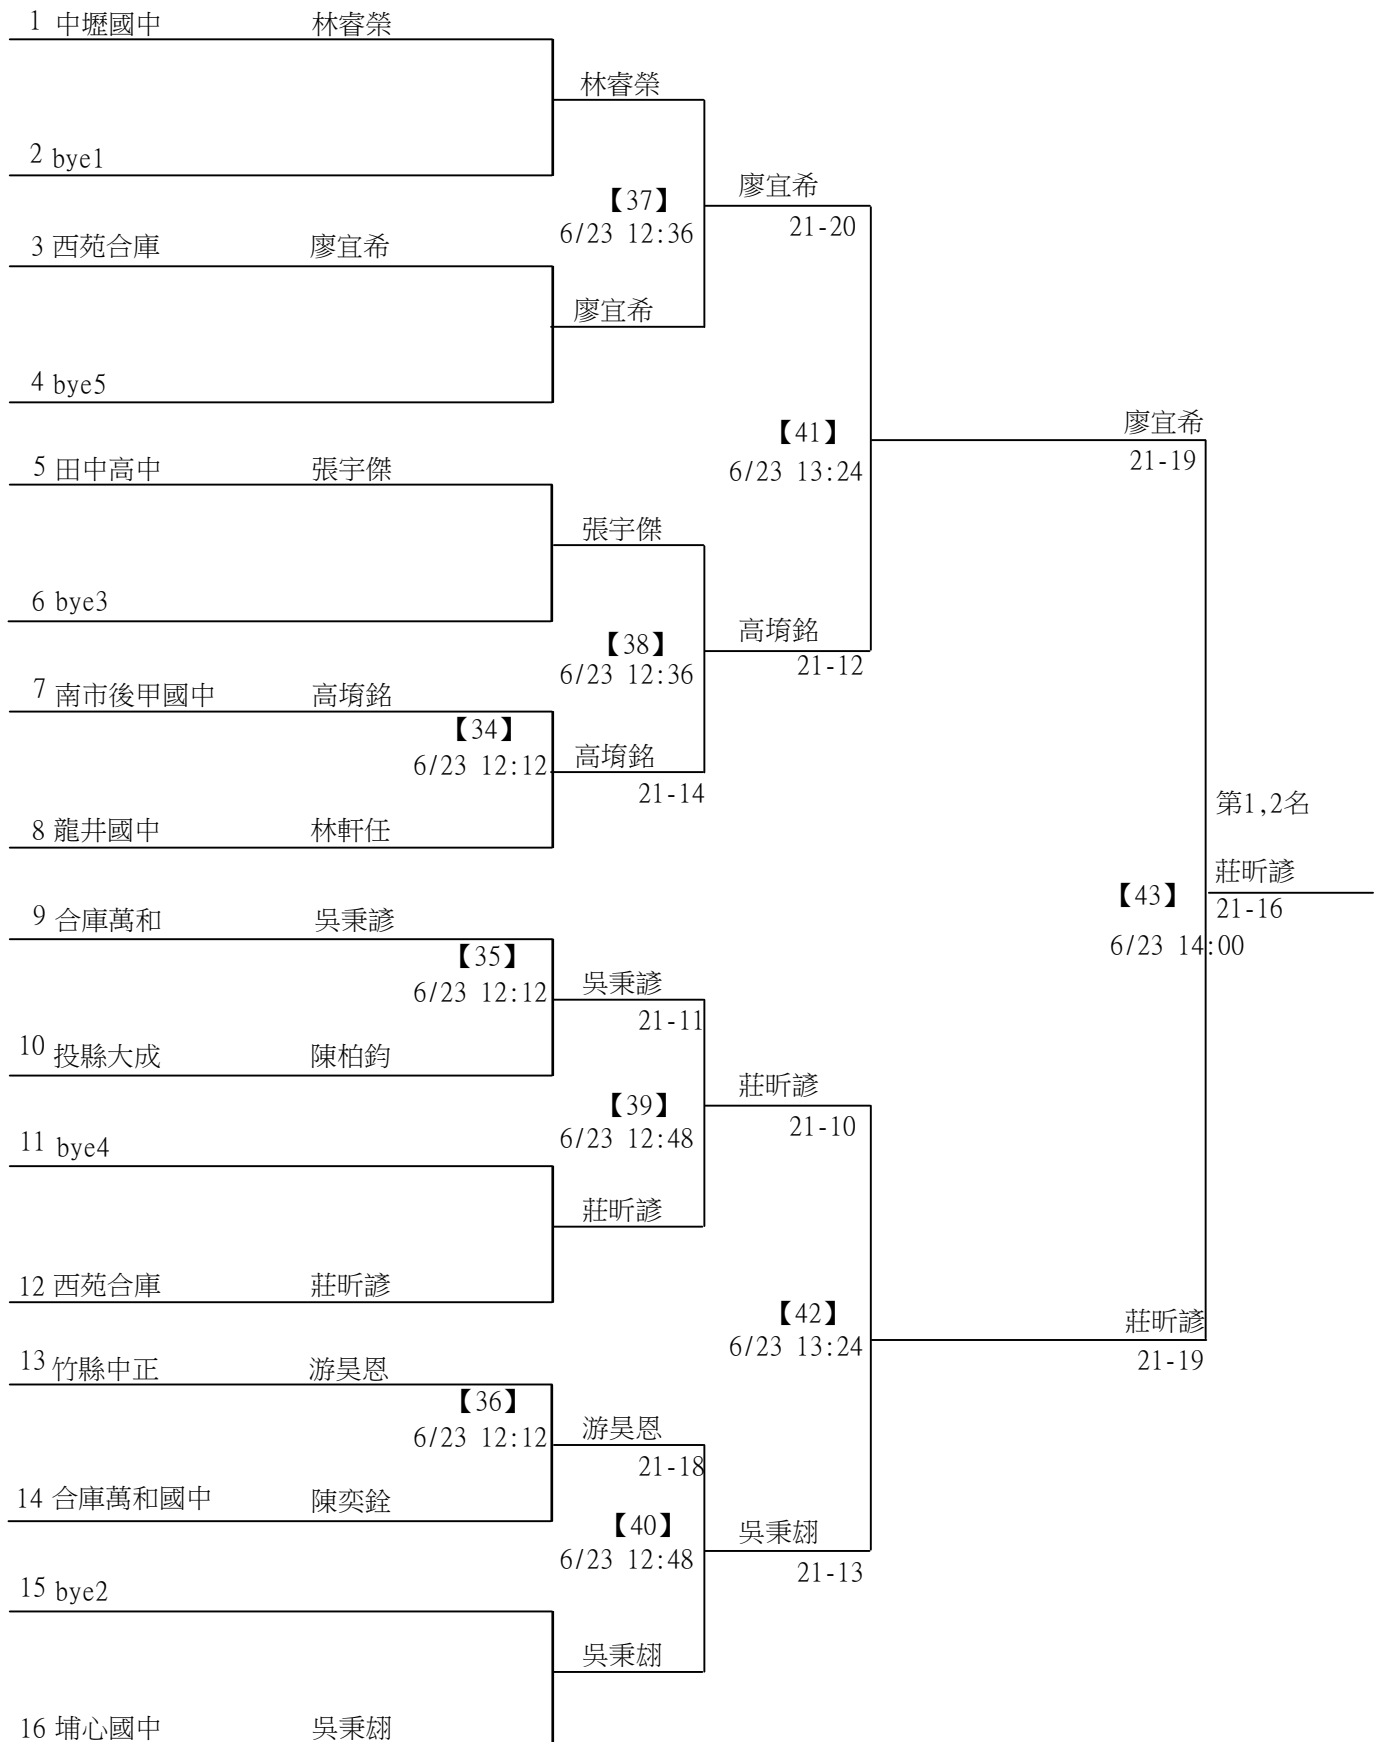 1 中壢國中 林睿榮
林睿榮
2 bye1
【37】
6/23 12:36
廖宜希
21-20
3 西苑合庫 廖宜希
廖宜希
4 bye5
【41】
6/23 13:24
廖宜希
21-19
5 田中高中 張宇傑
張宇傑
6 bye3
【38】
6/23 12:36
高堉銘
21-12
7 南市後甲國中 高堉銘
【34】
6/23 12:12
高堉銘
21-14
8 龍井國中 林軒任
第1,2名
【43】
6/23 14:00
莊昕諺
21-16
9 合庫萬和 吳秉諺
【35】
6/23 12:12
吳秉諺
21-11
10 投縣大成 陳柏鈞
【39】
6/23 12:48
莊昕諺
21-10
11 bye4
莊昕諺
12 西苑合庫 莊昕諺
【42】
6/23 13:24
莊昕諺
21-19
13 竹縣中正 游昊恩
【36】
6/23 12:12
游昊恩
21-18
14 合庫萬和國中 陳奕銓
【40】
6/23 12:48
吳秉翃
21-13
15 bye2
吳秉翃
16 埔心國中 吳秉翃